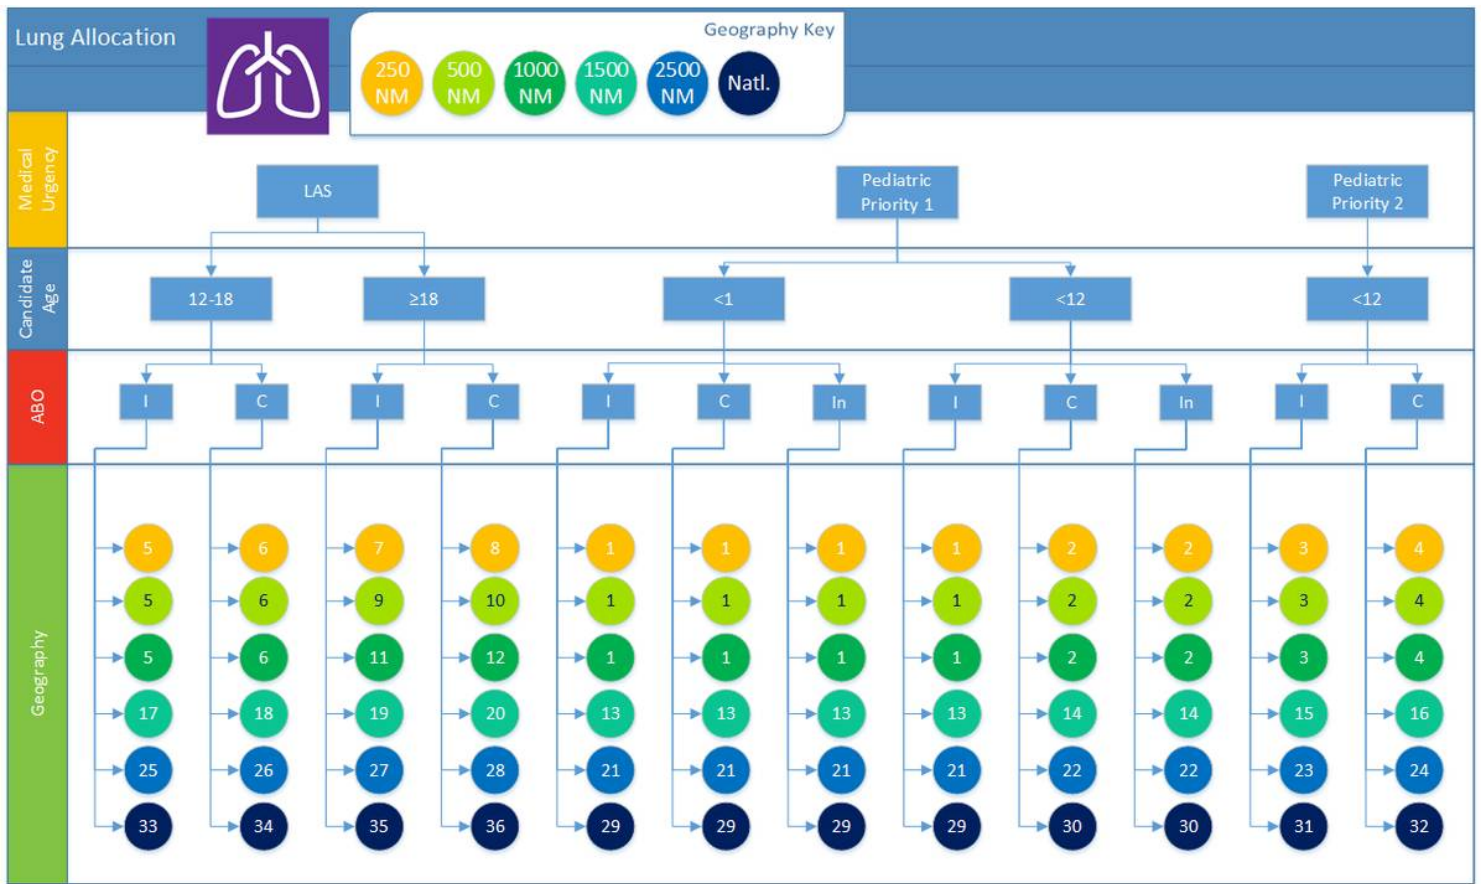 Lung Allocation
Geography Key
250 NM
500 NM
1000 NM
1500 NM
2500 NM
Natl.
Medical Urgency
LAS
Pediatric Priority 1
Pediatric Priority 2
Candidate Age
12-18
≥18
<1
<12
<12
ABO
I C I C I C In I C In I C
Geography
5 6 7 8 1 1 1 1 2 2 3 4
5 6 9 10 1 1 1 1 2 2 3 4
5 6 11 12 1 1 1 1 2 2 3 4
17 18 19 20 13 13 13 13 14 14 15 16
25 26 27 28 21 21 21 21 22 22 23 24
33 34 35 36 29 29 29 29 30 30 31 32